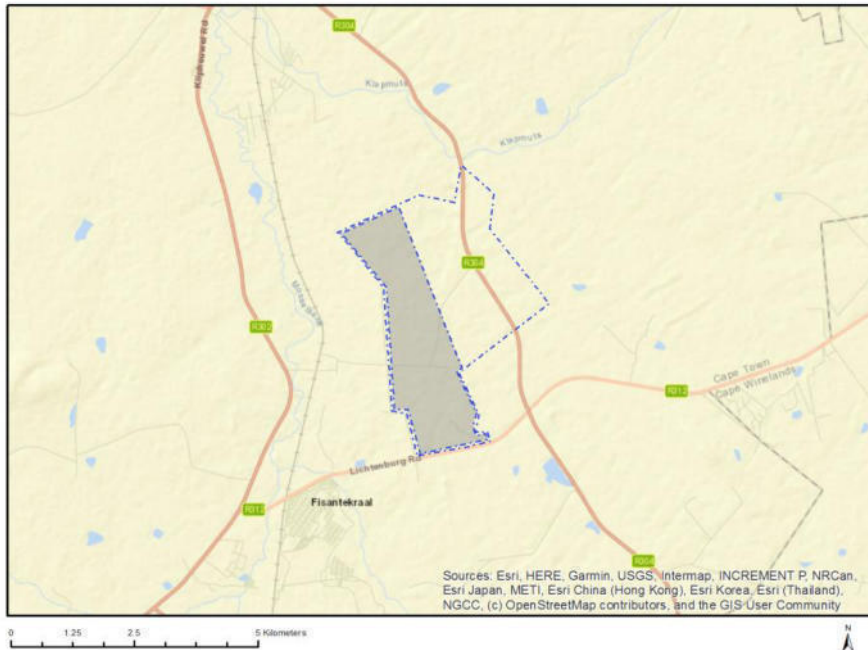 R304
Klipheuwel Rd
Klapmuts
Klapmuts
R304
R302
Cape Town
Cape Winelands
R312
Lichtenburg Rd
Fisantekraal
R312
R304
Sources: Esri, HERE, Garmin, USGS, Intermap, INCREMENT P, NRCan,
Esri Japan, METI, Esri China (Hong Kong), Esri Korea, Esri (Thailand),
NGCC, (c) OpenStreetMap contributors, and the GIS User Community
0 1.25 2.5 5 Kilometers
N